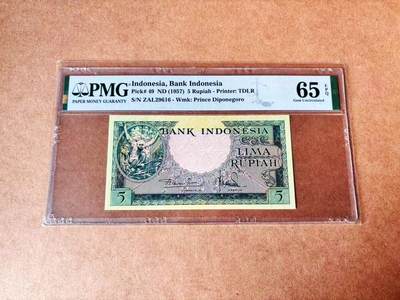 PMG
PAPER MONEY GUARANTY
Indonesia, Bank Indonesia
Pick# 49 ND (1957) 5 Rupiah - Printer: TDLR
S/N ZAL29616 - Wmk: Prince Diponegoro
65 EPQ
Gem Uncirculated
BANK INDONESIA
LIMA
RUPIAH
5
5